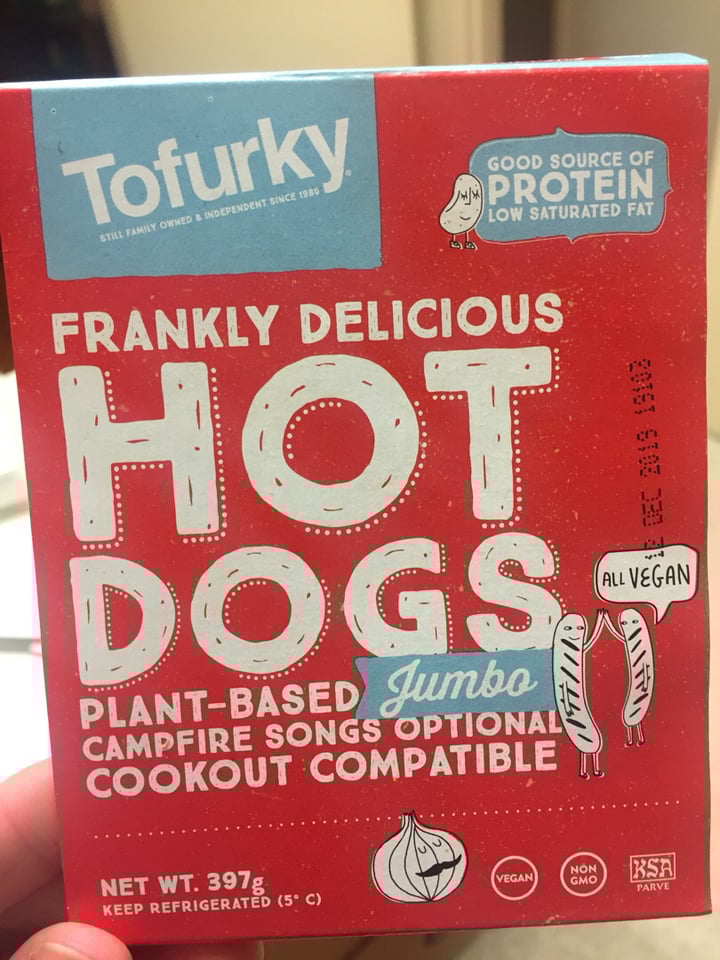 Tofurky
STILL FAMILY OWNED & INDEPENDENT SINCE 1980
GOOD SOURCE OF
PROTEIN
LOW SATURATED FAT
FRANKLY DELICIOUS
HOT
DOGS
Jumbo
ALL VEGAN
PLANT-BASED
CAMPFIRE SONGS OPTIONAL
COOKOUT COMPATIBLE
NET WT. 397g
KEEP REFRIGERATED (5° C)
VEGAN
NON
GMO
KSA
PARVE
DEC 2019